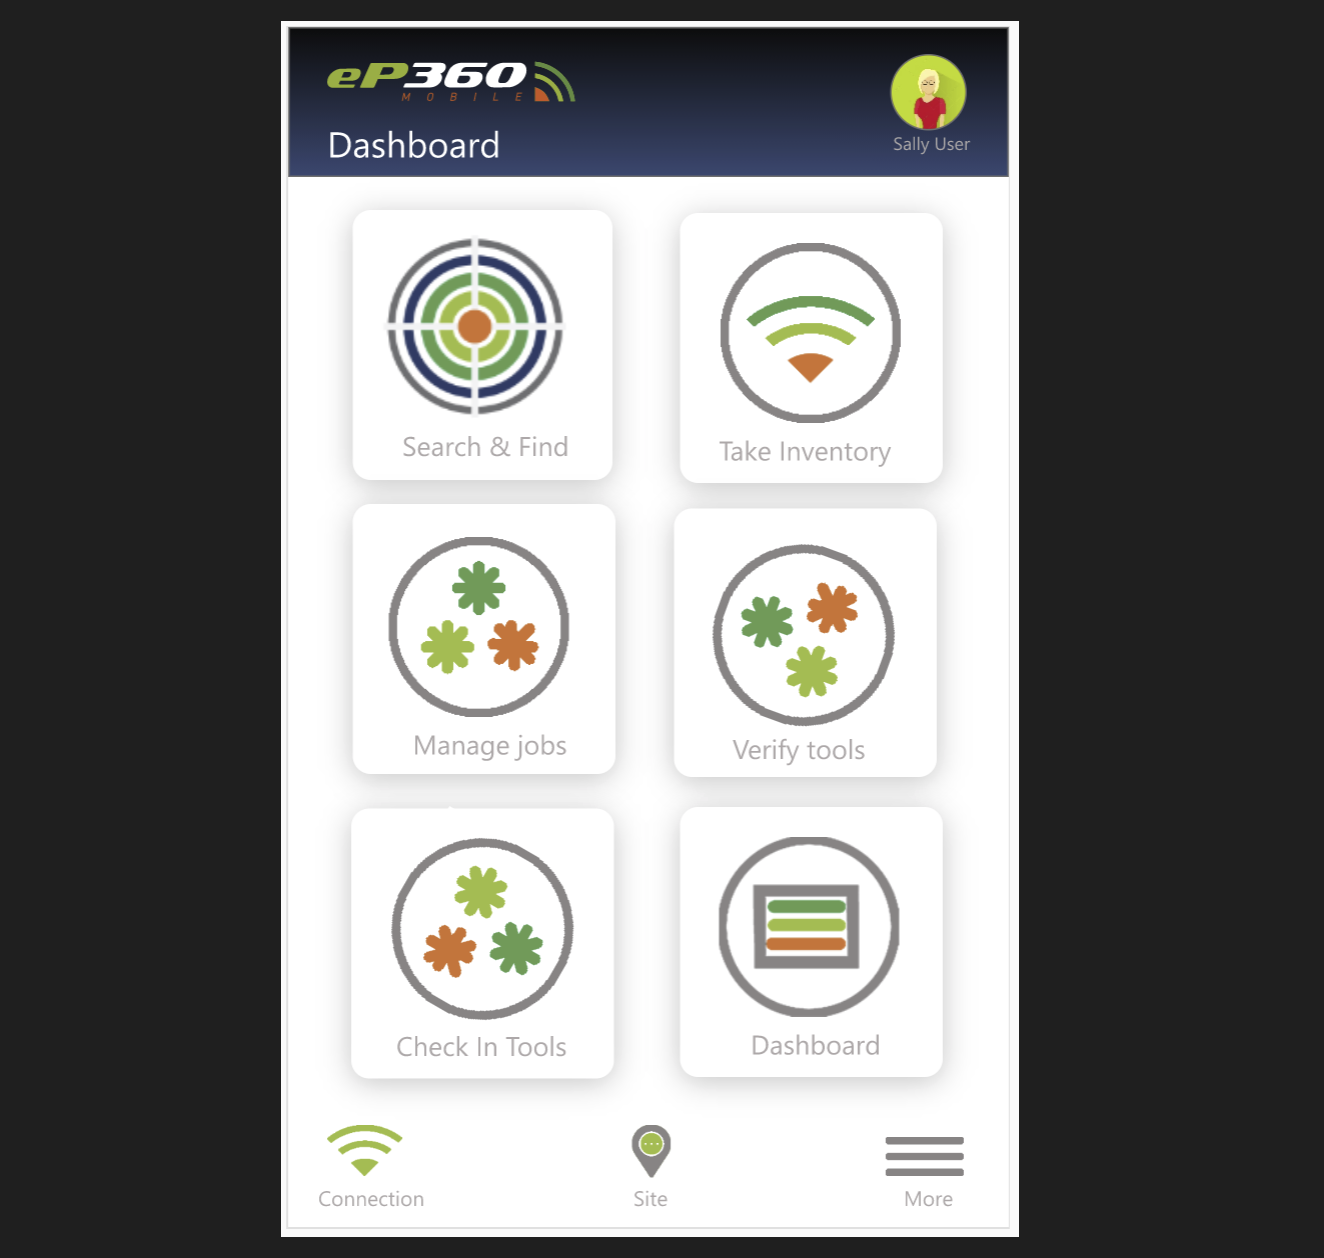 eP360
MOBILE
Dashboard
Sally User
Search & Find
Take Inventory
Manage jobs
Verify tools
Check In Tools
Dashboard
Connection
Site
More